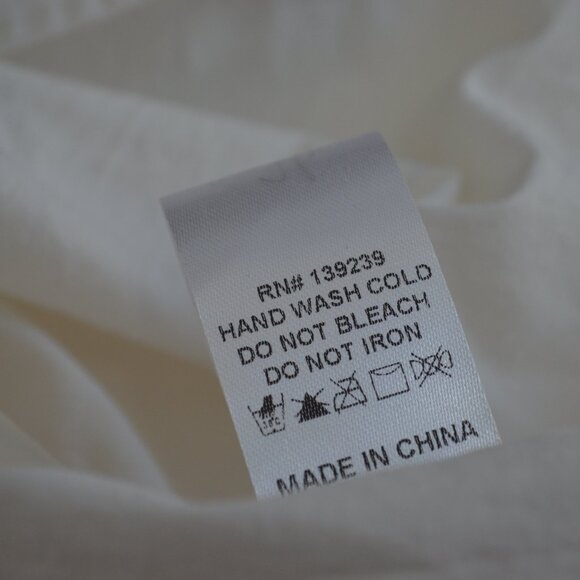 RN# 139239
HAND WASH COLD
DO NOT BLEACH
DO NOT IRON
MADE IN CHINA